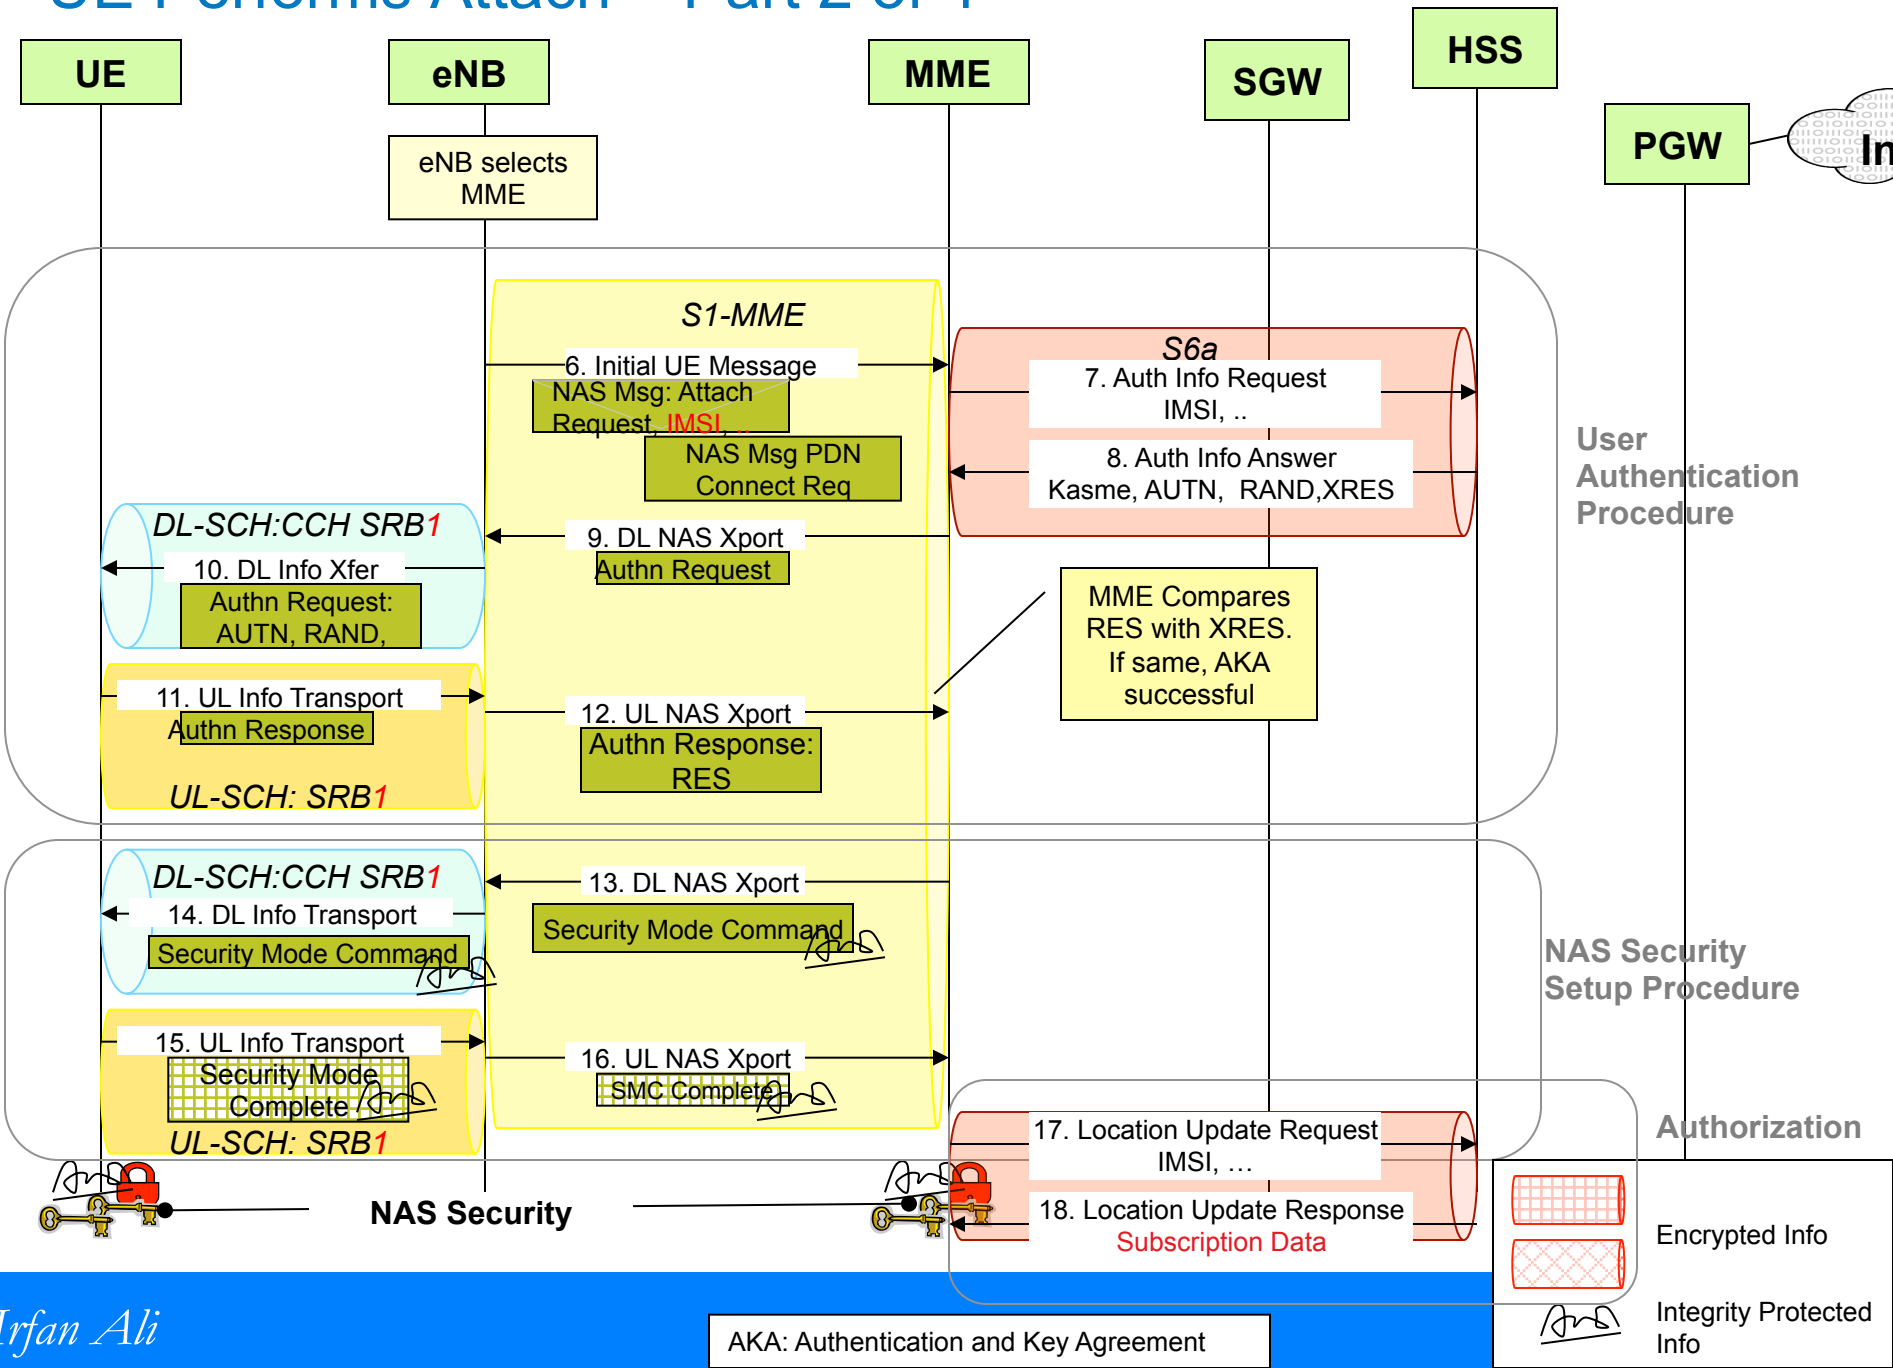 UE
eNB
MME
SGW
HSS
PGW
eNB selects
MME
S1-MME
S6a
6. Initial UE Message
NAS Msg: Attach
Request, IMSI, ..
NAS Msg PDN
Connect Req
7. Auth Info Request
IMSI, ..
8. Auth Info Answer
Kasme, AUTN, RAND,XRES
User
Authentication
Procedure
DL-SCH:CCH SRB1
9. DL NAS Xport
Authn Request
10. DL Info Xfer
Authn Request:
AUTN, RAND,
MME Compares
RES with XRES.
If same, AKA
successful
11. UL Info Transport
Authn Response
UL-SCH: SRB1
12. UL NAS Xport
Authn Response:
RES
DL-SCH:CCH SRB1
13. DL NAS Xport
Security Mode Command
14. DL Info Transport
Security Mode Command
NAS Security
Setup Procedure
15. UL Info Transport
Security Mode
Complete
UL-SCH: SRB1
16. UL NAS Xport
SMC Complete
17. Location Update Request
IMSI, …
18. Location Update Response
Subscription Data
Authorization
NAS Security
Encrypted Info
Integrity Protected
Info
Irfan Ali
AKA: Authentication and Key Agreement